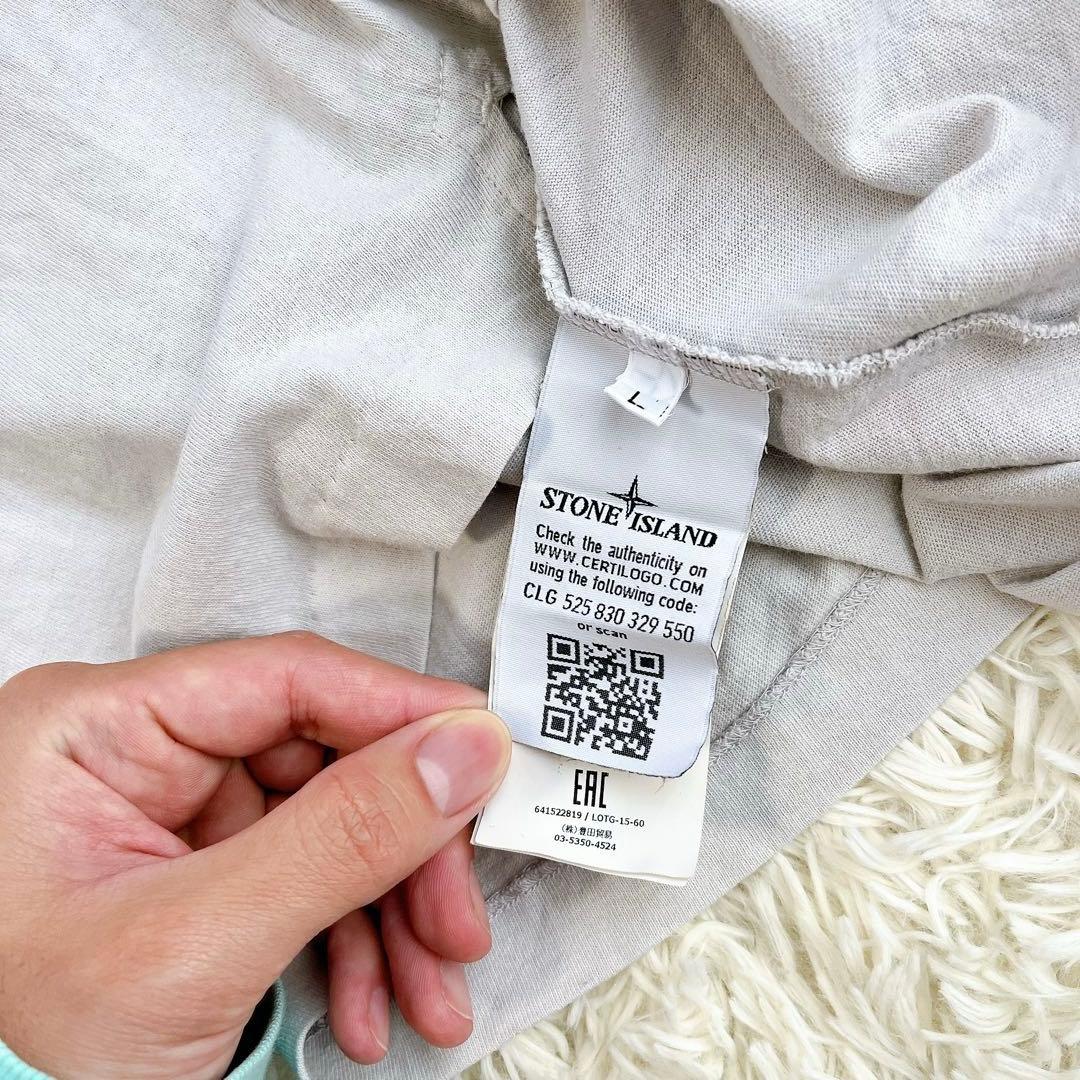 L
STONE ISLAND
Check the authenticity on
WWW.CERTILOGO.COM
using the following code:
CLG 525 830 329 550
or scan
EAC
641522819 / LOTG-15-60
(株)豊田貿易
03-5350-4524